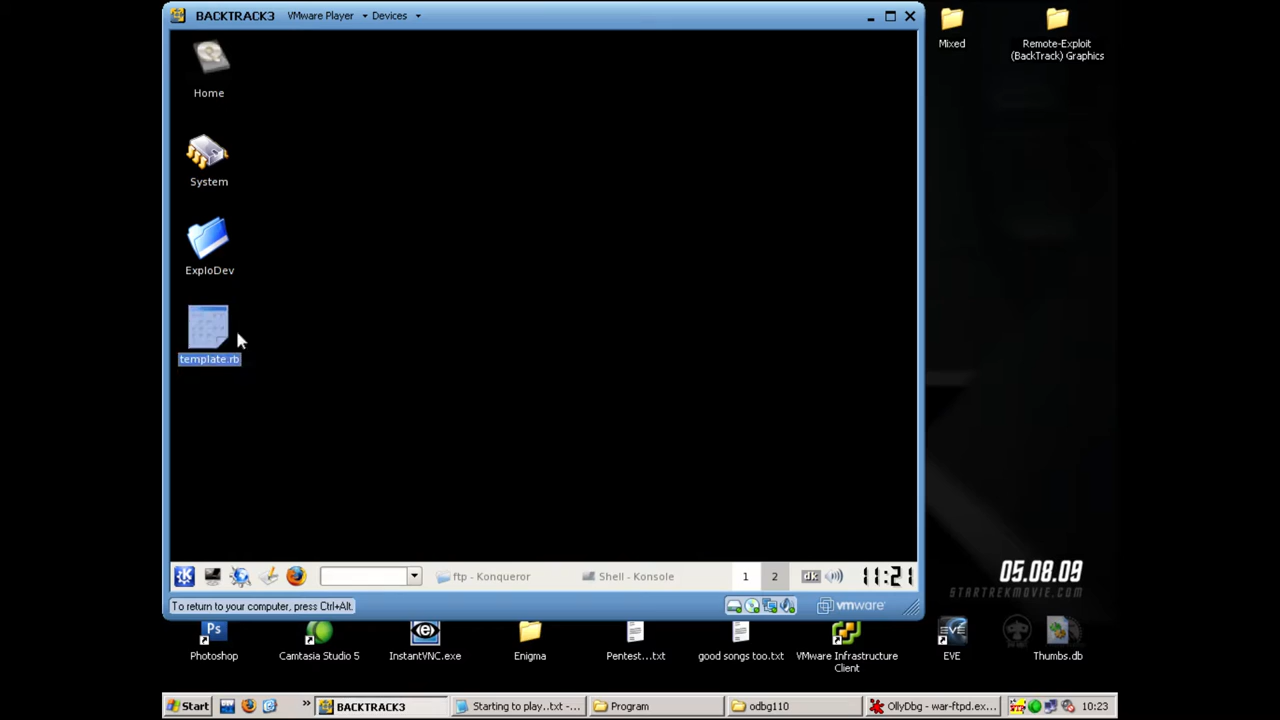 BACKTRACK3 VMware Player Devices
Home
System
ExploDev
template.rb
ftp - Konqueror
Shell - Konsole
1
2
dk
11:21
To return to your computer, press Ctrl+Alt.
vmware
Mixed
Remote-Exploit
(BackTrack) Graphics
05.08.09
STARTREKMOVIE.COM
Ps
Photoshop
Camtasia Studio 5
InstantVNC.exe
Enigma
Pentest...txt
good songs too.txt
VMware Infrastructure
Client
EVE
Thumbs.db
Start
BACKTRACK3
Starting to play..txt -...
Program
odbg110
OllyDbg - war-ftpd.ex...
10:23